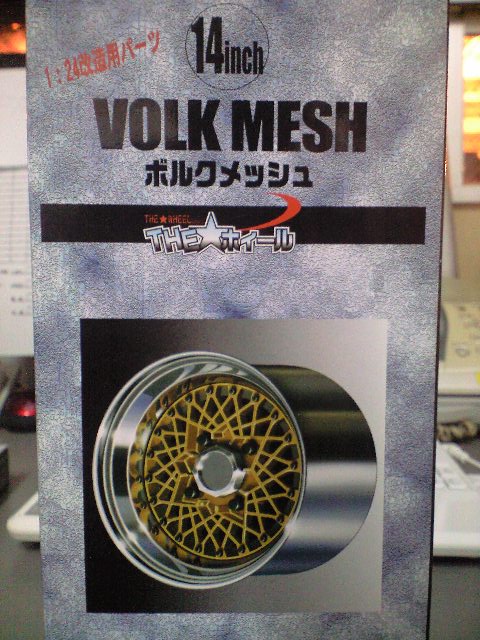 14inch
1:24改造用パーツ
VOLK MESH
ボルクメッシュ
THE★WHEEL
THE★ホイール